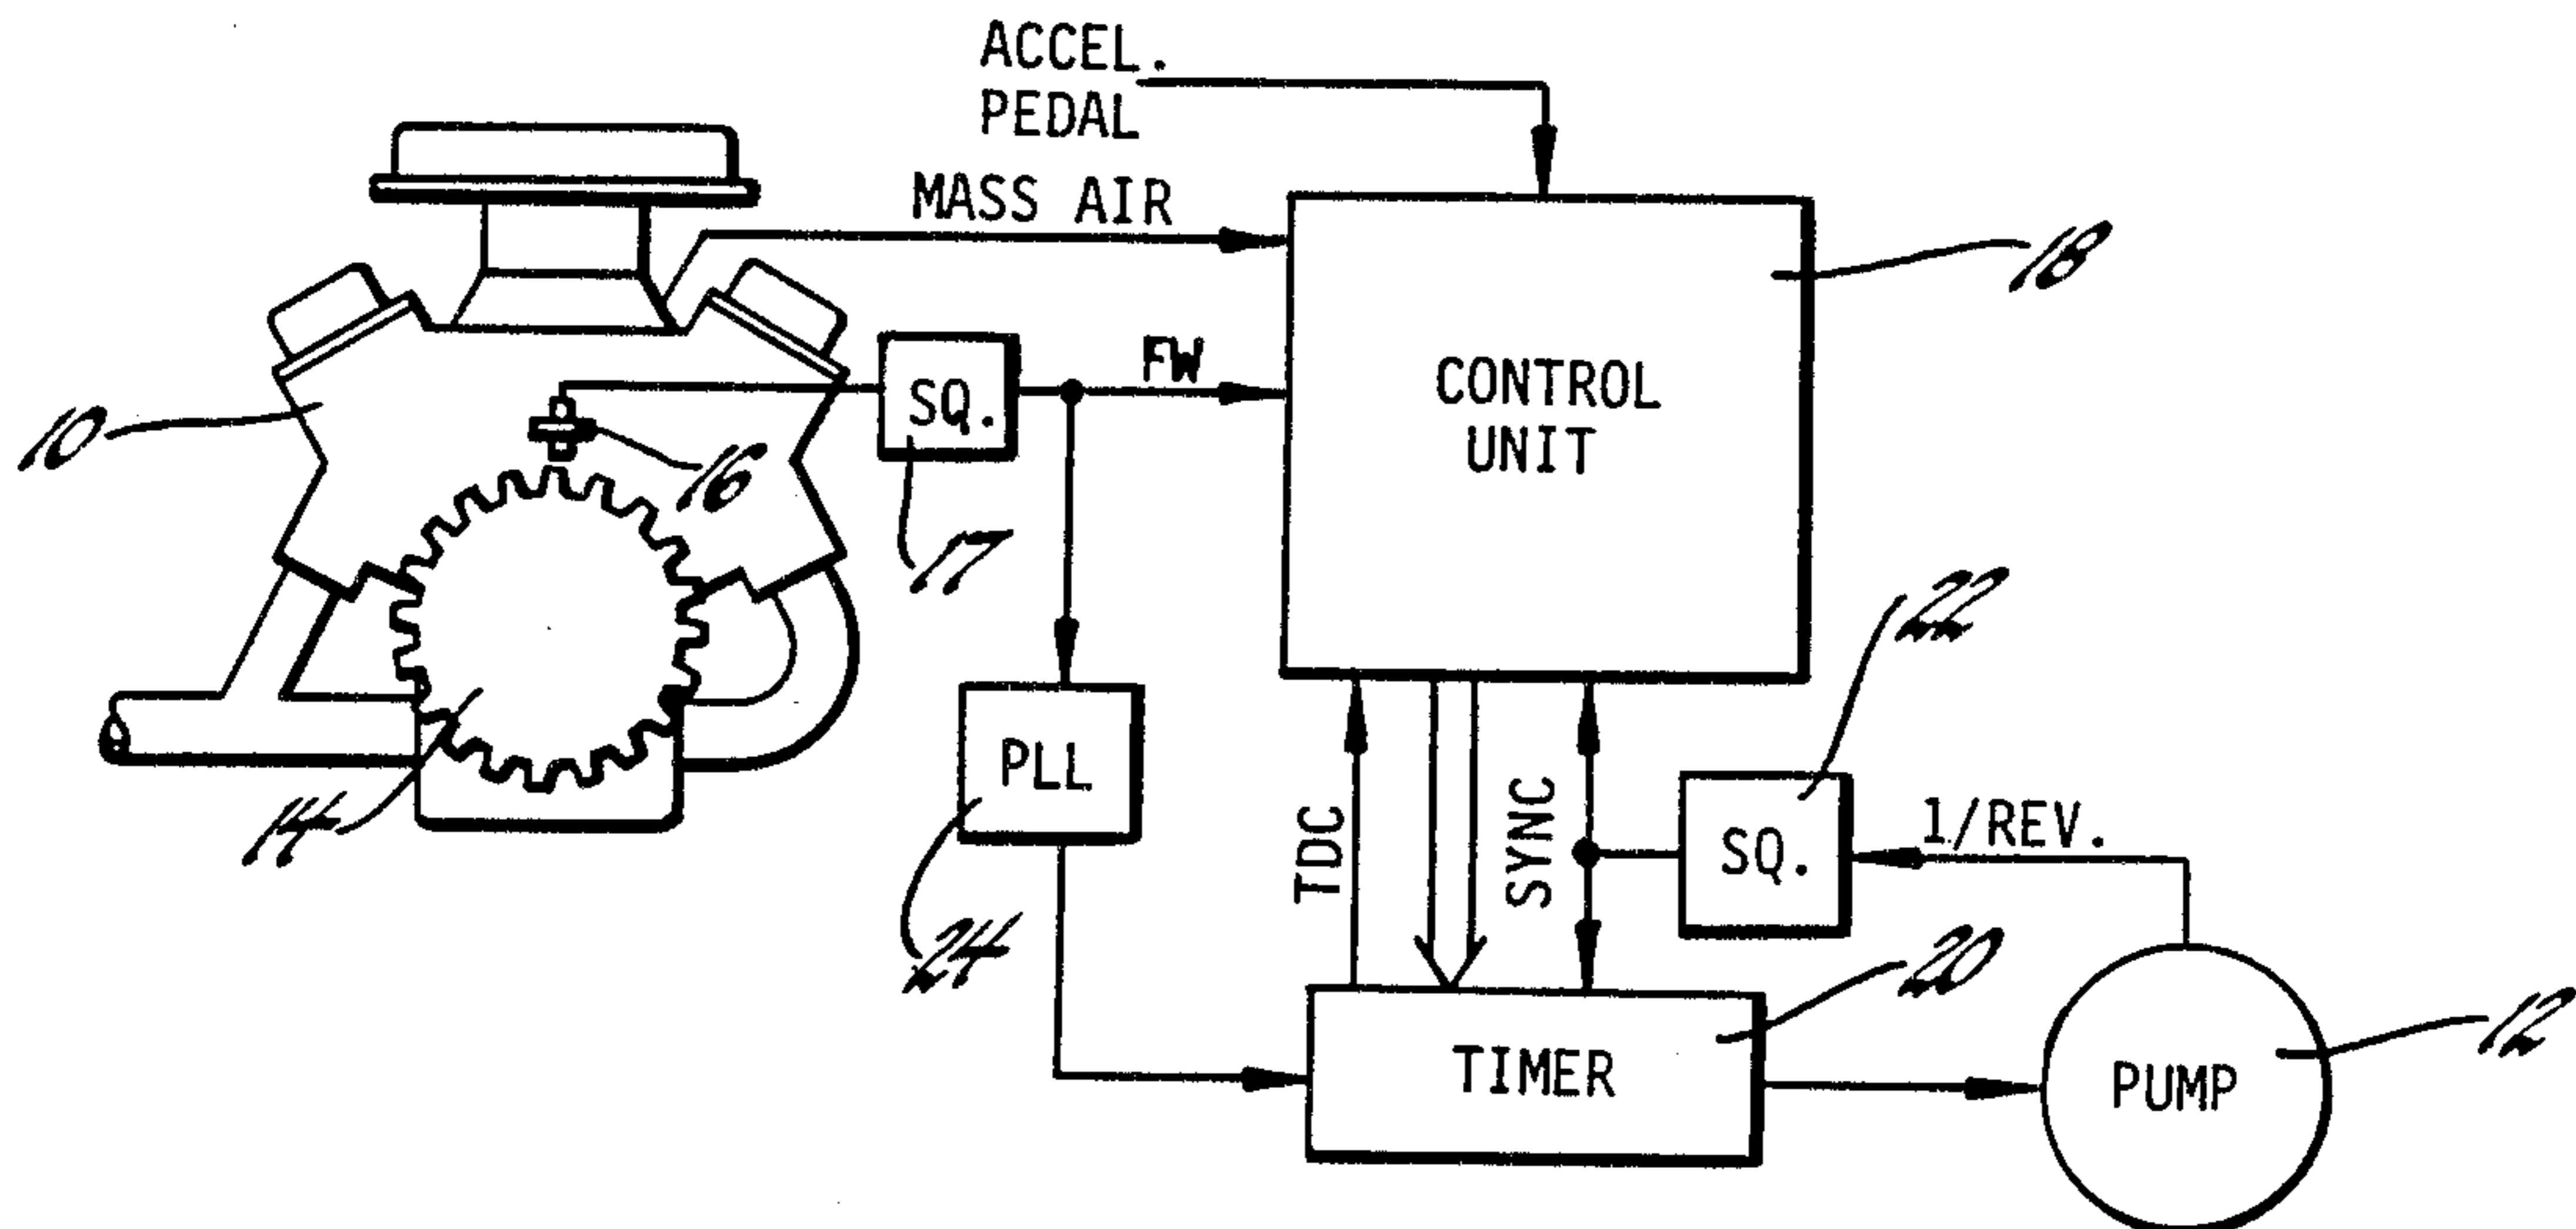 ACCEL.
PEDAL
MASS AIR
18
SQ.
FW
CONTROL
UNIT
10
16
17
22
PLL
TDC
SYNC
SQ.
1/REV.
14
24
20
TIMER
PUMP
12